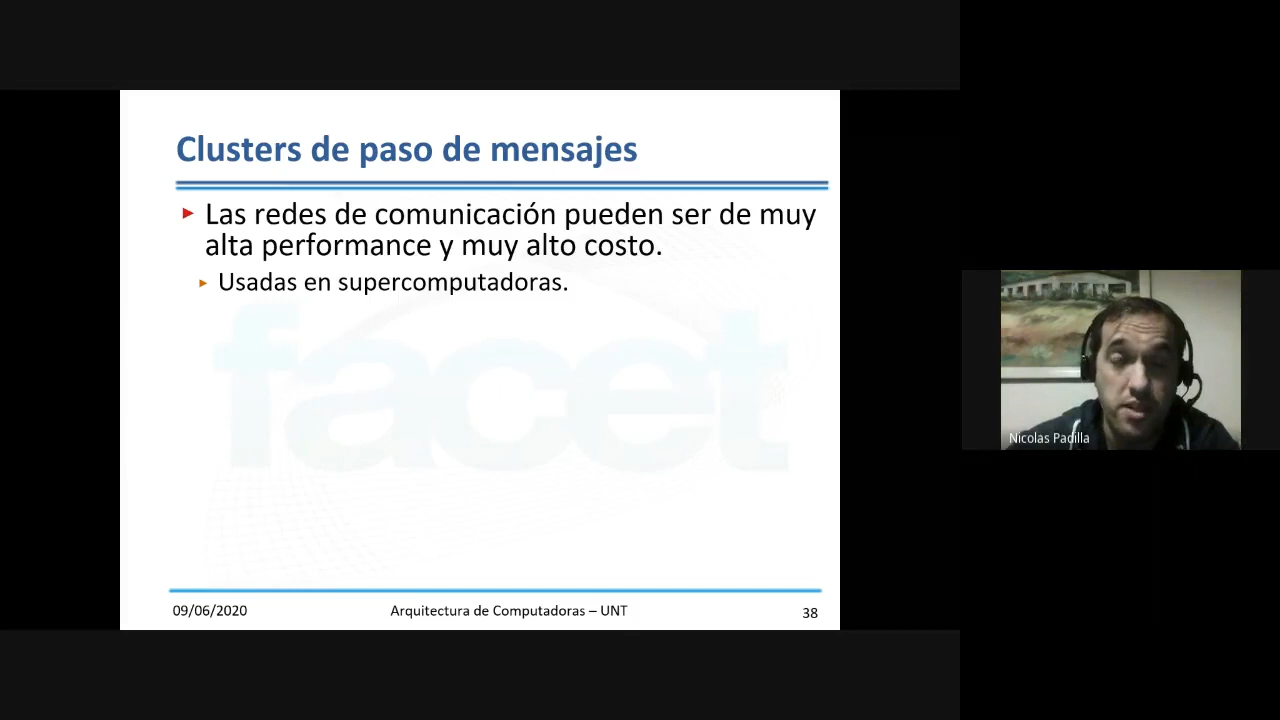 Clusters de paso de mensajes
Las redes de comunicación pueden ser de muy
alta performance y muy alto costo.
Usadas en supercomputadoras.
facet
09/06/2020
Arquitectura de Computadoras – UNT
38
Nicolas Padilla